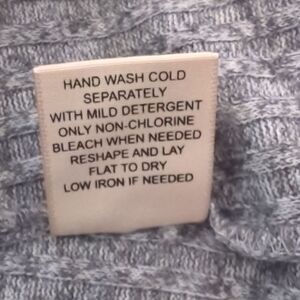 HAND WASH COLD
SEPARATELY
WITH MILD DETERGENT
ONLY NON-CHLORINE
BLEACH WHEN NEEDED
RESHAPE AND LAY
FLAT TO DRY
LOW IRON IF NEEDED